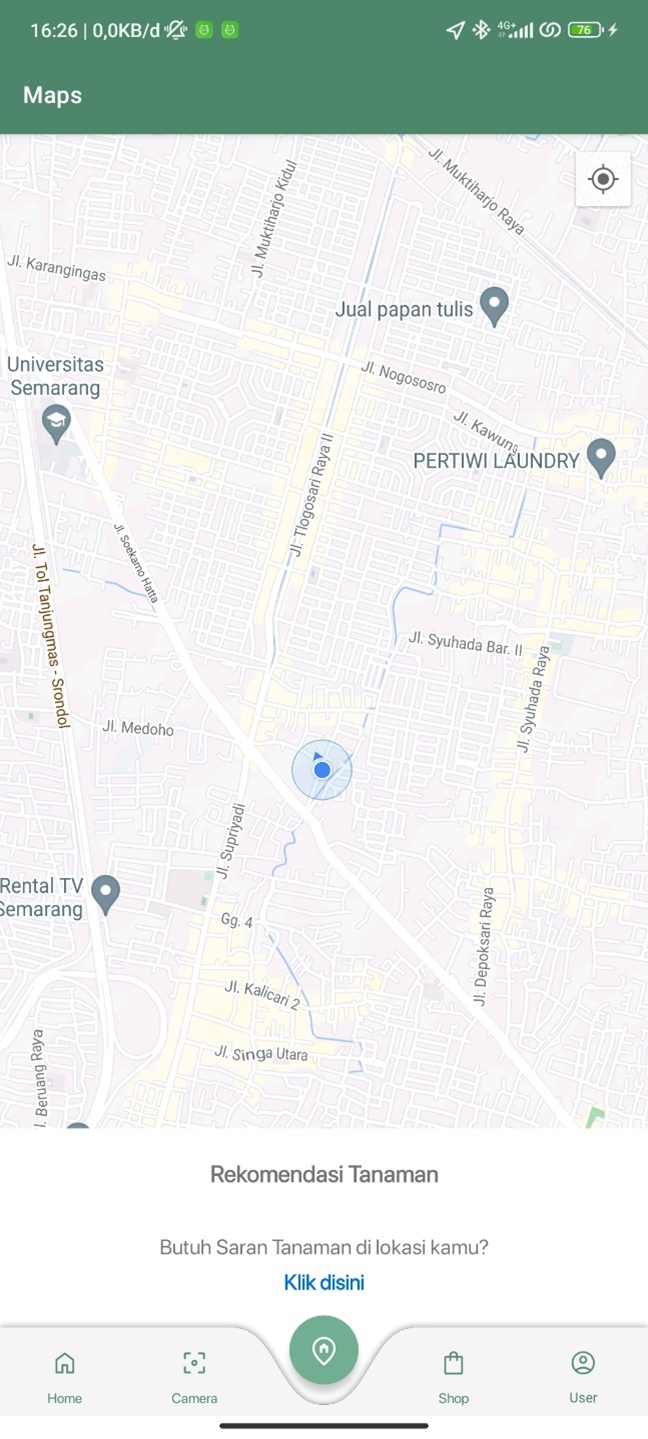 16:26 | 0,0KB/d
4G+
76
Maps
Jl. Muktiharjo Raya
Jl. Muktiharjo Kidul
Jl. Karangingas
Jual papan tulis
Universitas
Semarang
Jl. Nogososro
Jl. Kawung
PERTIWI LAUNDRY
Jl. Tlogosari Raya II
Jl. Soekarno Hatta
Jl. Tol Tanjungmas - Srondol
Jl. Syuhada Bar. II
Jl. Syuhada Raya
Jl. Medoho
Jl. Supriyadi
Rental TV
Semarang
Gg. 4
Jl. Depoksari Raya
Jl. Kalicari 2
Jl. Singa Utara
l. Beruang Raya
Rekomendasi Tanaman
Butuh Saran Tanaman di lokasi kamu?
Klik disini
Home
Camera
Shop
User